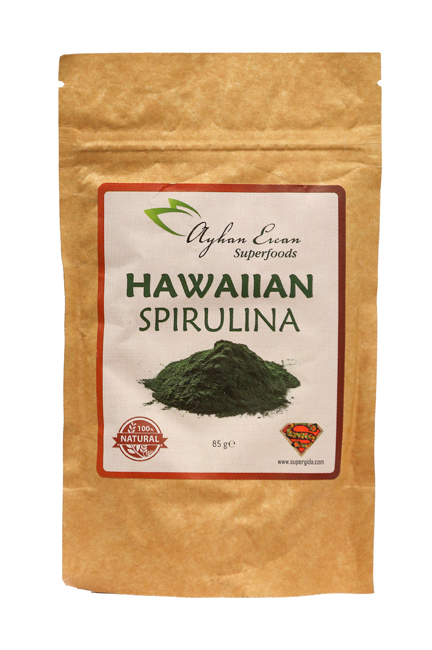 Ayhan Ercan
Superfoods
HAWAIIAN
SPIRULINA
100%
NATURAL
85 g℮
www.supergida.com